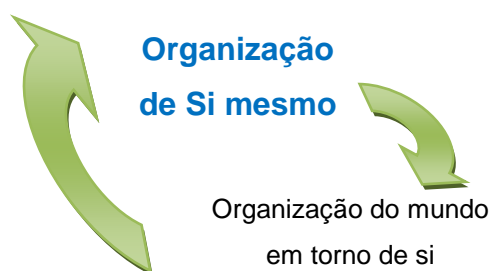 Organização
de Si mesmo
Organização do mundo
em torno de si